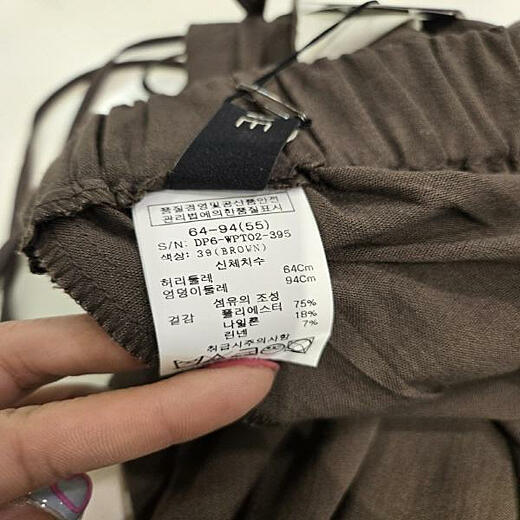 품질경영및공산품안전
관리법에의한품질표시
64-94(55)
S/N: DP6-WPT02-395
색상: 39(BROWN)
신체치수
허리둘레 64Cm
엉덩이둘레 94Cm
섬유의 조성
겉감 폴리에스터 75%
나일론 18%
린넨 7%
취급시주의사항